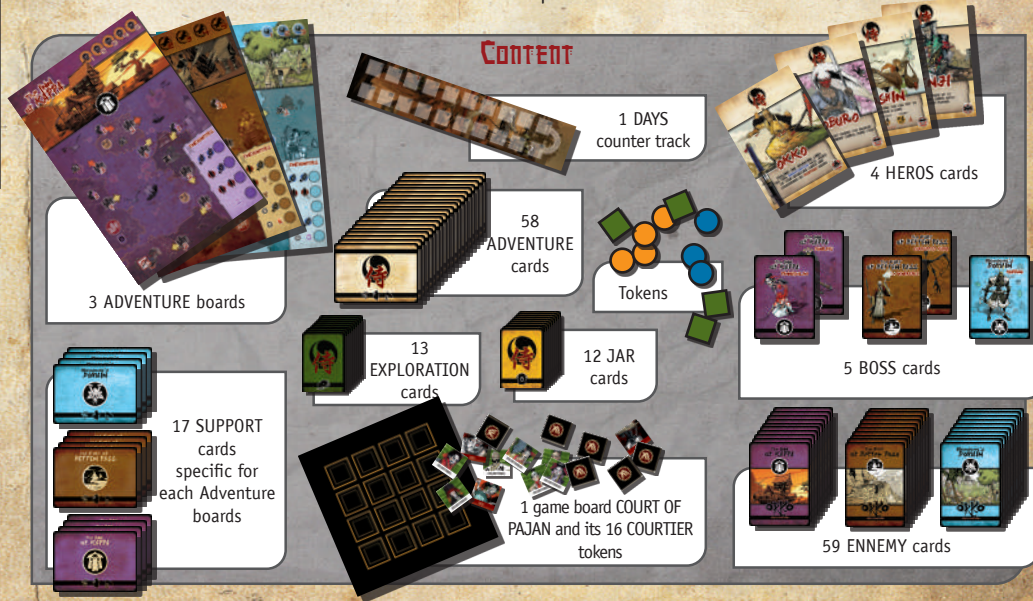 CONTENT
1 DAYS
counter track
4 HEROS cards
58
ADVENTURE
cards
Tokens
3 ADVENTURE boards
13
EXPLORATION
cards
12 JAR
cards
5 BOSS cards
17 SUPPORT
cards
specific for
each Adventure
boards
1 game board COURT OF
PAJAN and its 16 COURTIER
tokens
59 ENNEMY cards